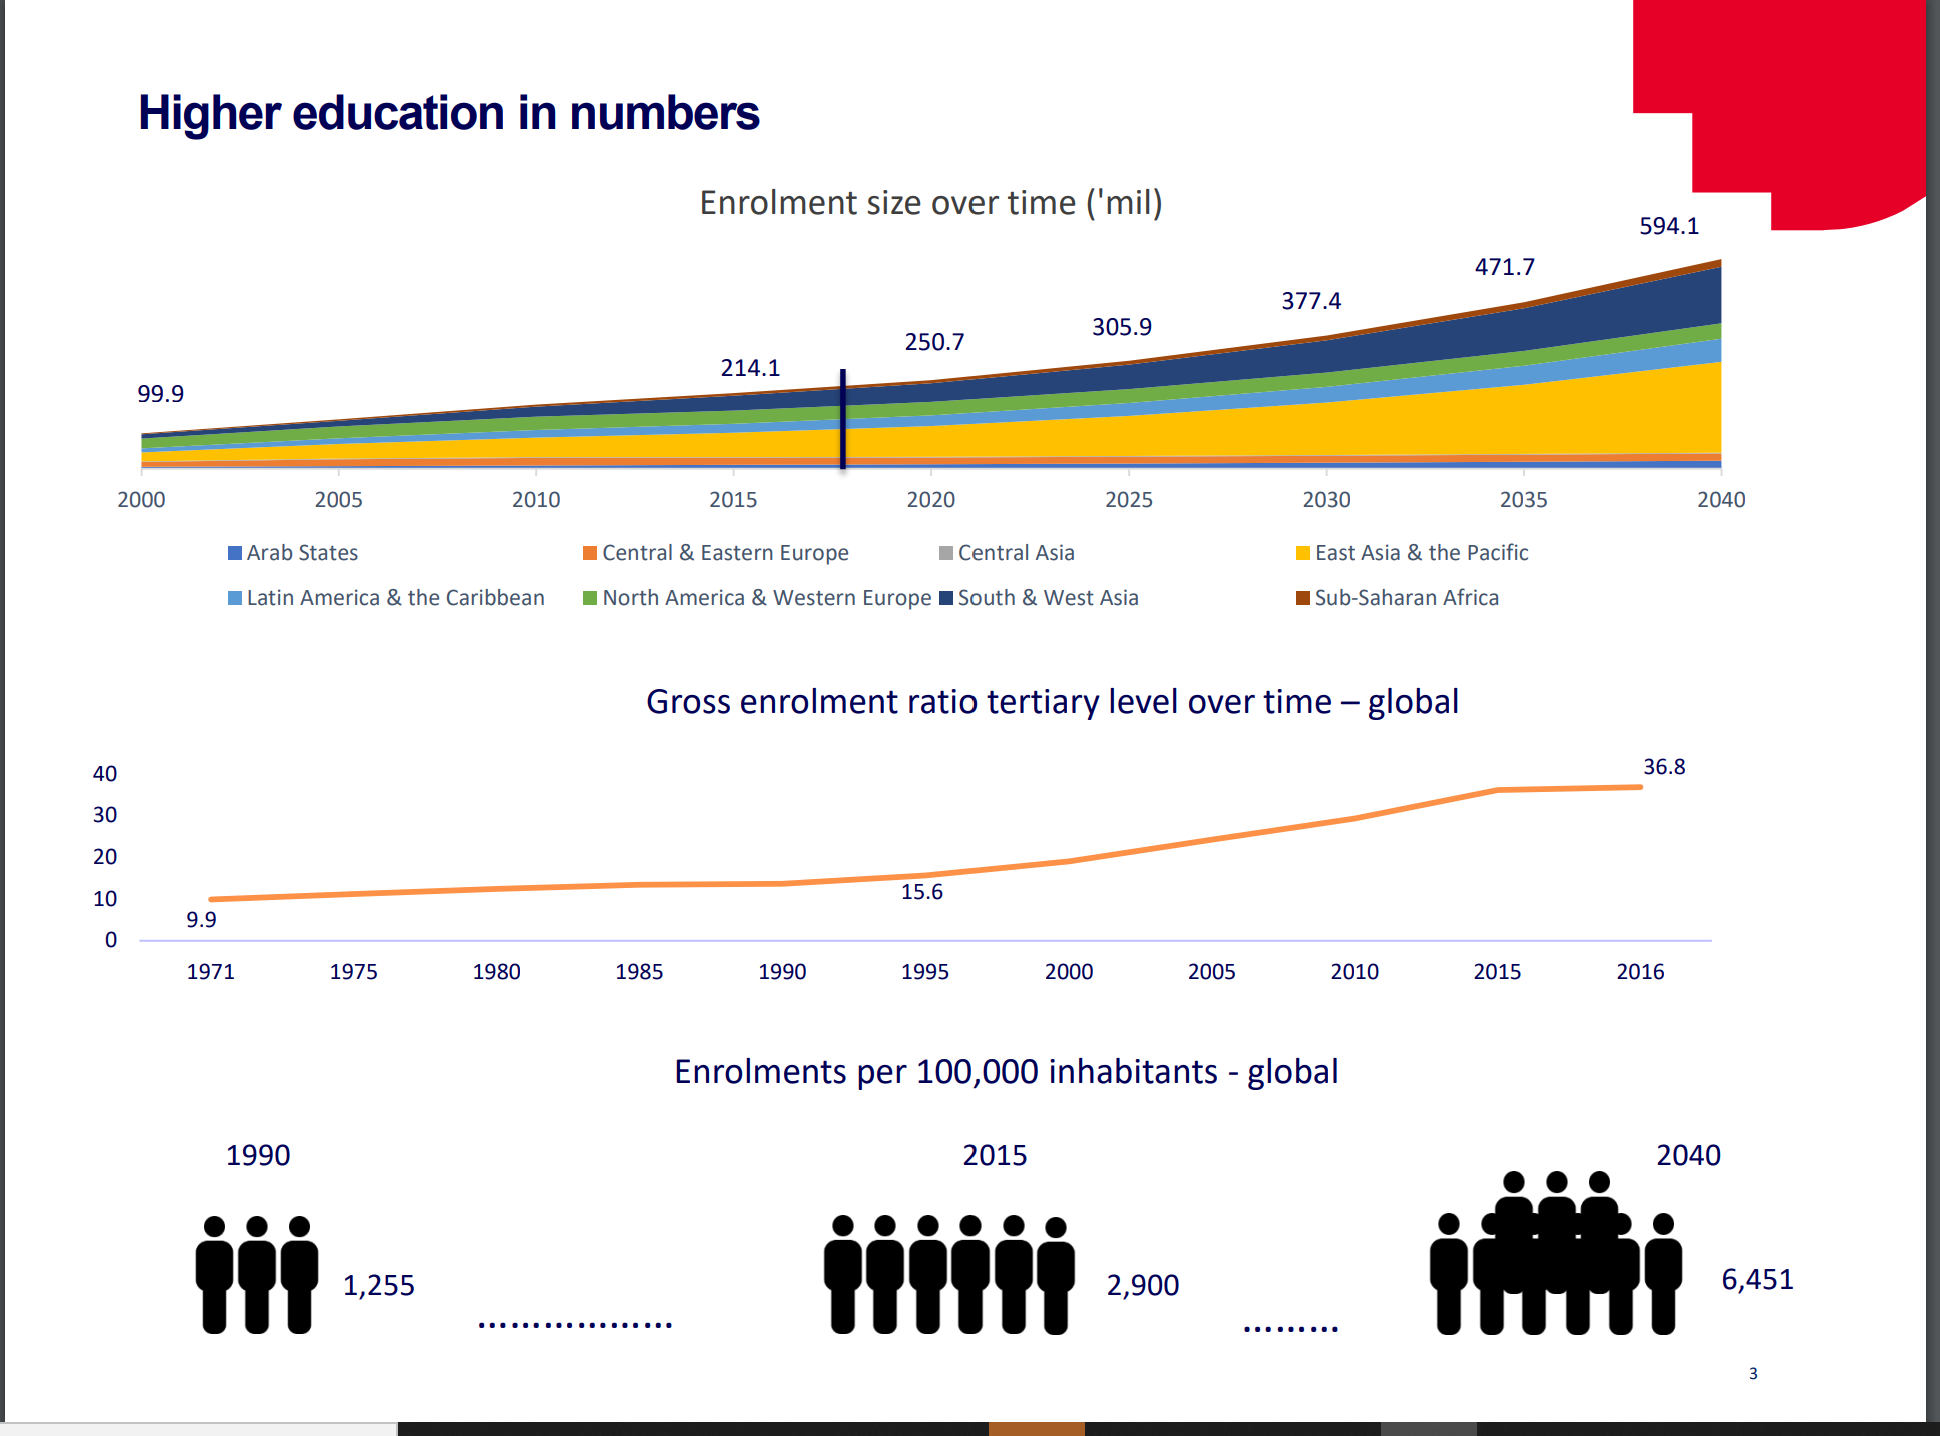 Higher education in numbers
Enrolment size over time ('mil)
594.1
471.7
377.4
305.9
250.7
214.1
99.9
2000 2005 2010 2015 2020 2025 2030 2035 2040
Arab States Central & Eastern Europe Central Asia East Asia & the Pacific
Latin America & the Caribbean North America & Western Europe South & West Asia Sub-Saharan Africa
Gross enrolment ratio tertiary level over time – global
36.8
40
30
20
15.6
10
9.9
0
1971 1975 1980 1985 1990 1995 2000 2005 2010 2015 2016
Enrolments per 100,000 inhabitants - global
1990 2015 2040
1,255 2,900 6,451
……………… ………
3